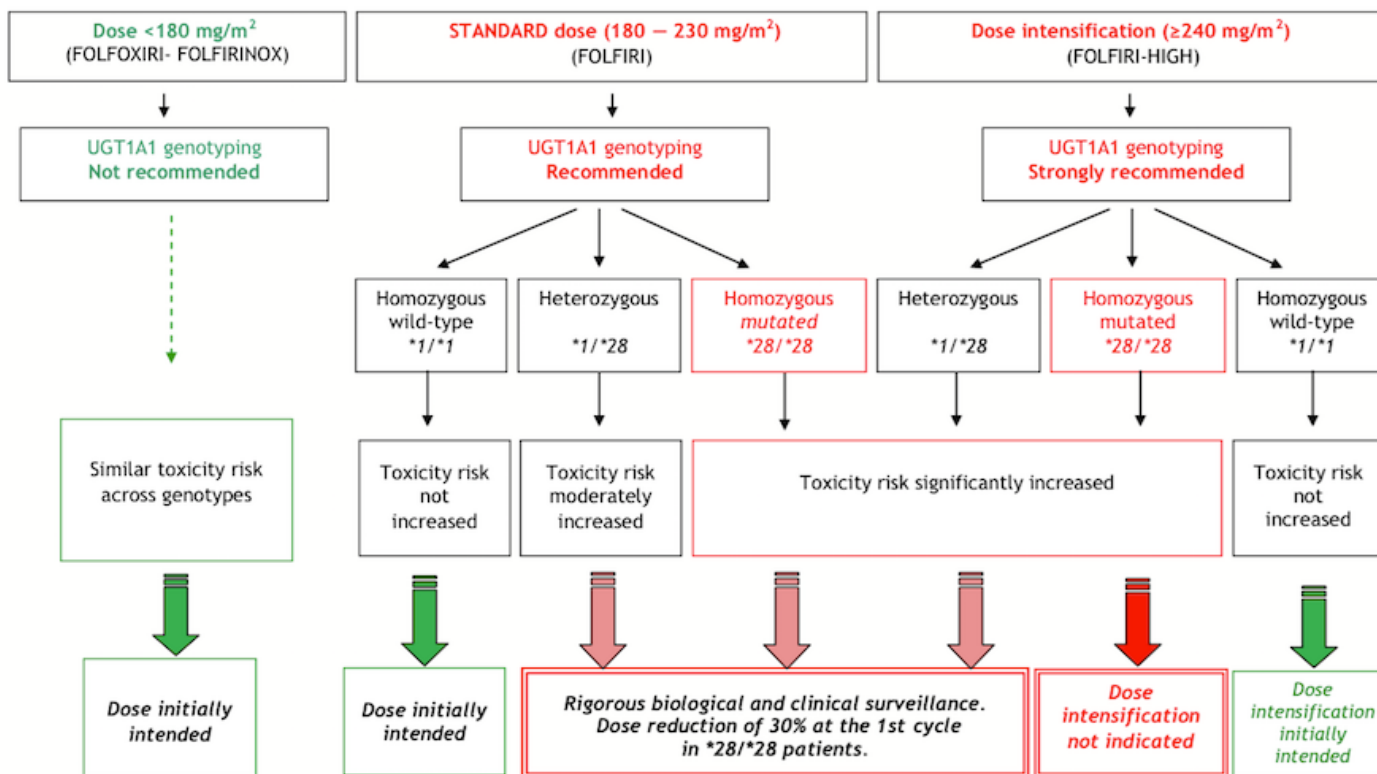 Dose <180 mg/m²
(FOLFOXIRI- FOLFIRINOX)
STANDARD dose (180 — 230 mg/m²)
(FOLFIRI)
Dose intensification (≥240 mg/m²)
(FOLFIRI-HIGH)
UGT1A1 genotyping
Not recommended
UGT1A1 genotyping
Recommended
UGT1A1 genotyping
Strongly recommended
Homozygous
wild-type
*1/*1
Heterozygous
*1/*28
Homozygous
mutated
*28/*28
Heterozygous
*1/*28
Homozygous
mutated
*28/*28
Homozygous
wild-type
*1/*1
Similar toxicity risk
across genotypes
Toxicity risk
not
increased
Toxicity risk
moderately
increased
Toxicity risk significantly increased
Toxicity risk
not
increased
Dose initially
intended
Dose initially
intended
Rigorous biological and clinical surveillance.
Dose reduction of 30% at the 1st cycle
in *28/*28 patients.
Dose
intensification
not indicated
Dose
intensification
initially
intended